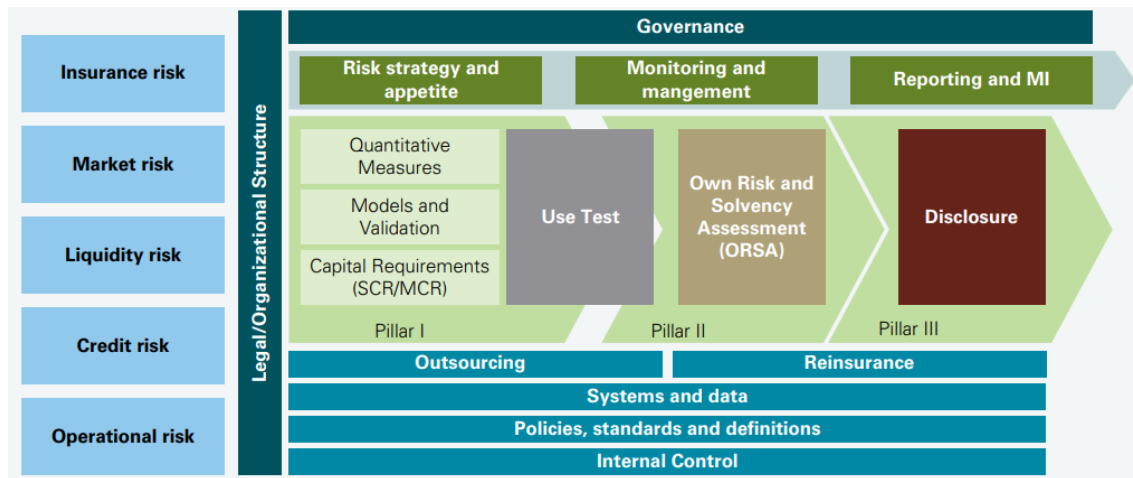 Insurance risk
Market risk
Liquidity risk
Credit risk
Operational risk
Legal/Organizational Structure
Governance
Risk strategy and
appetite
Monitoring and
mangement
Reporting and MI
Quantitative
Measures
Models and
Validation
Capital Requirements
(SCR/MCR)
Use Test
Own Risk and
Solvency
Assessment
(ORSA)
Disclosure
Pillar I
Pillar II
Pillar III
Outsourcing
Reinsurance
Systems and data
Policies, standards and definitions
Internal Control